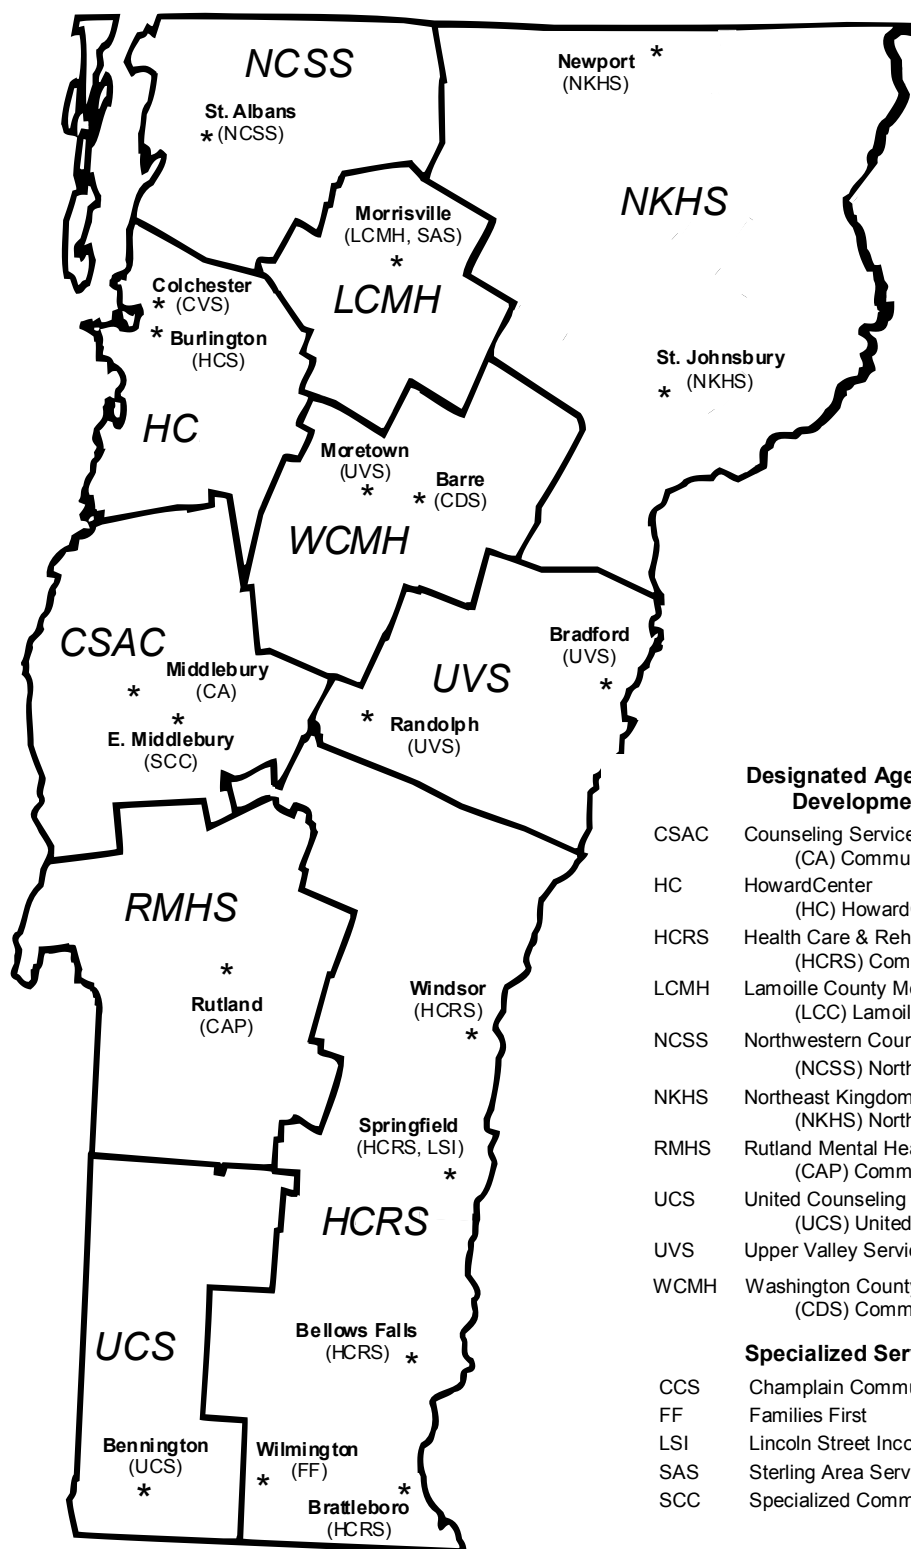 NCSS
St. Albans
* (NCSS)
Newport *
(NKHS)
NKHS
Morrisville
(LCMH, SAS)
*
LCMH
Colchester
* (CVS)
* Burlington
(HCS)
St. Johnsbury
* (NKHS)
HC
Moretown
(UVS)
*
Barre
* (CDS)
WCMH
CSAC
Middlebury
* (CA)
*
E. Middlebury
(SCC)
Bradford
(UVS)
*
UVS
* Randolph
(UVS)
RMHS
*
Rutland
(CAP)
Windsor
(HCRS)
*
Springfield
(HCRS, LSI)
*
HCRS
UCS
Bellows Falls
(HCRS) *
Bennington
(UCS)
*
Wilmington
* (FF)
*
Brattleboro
(HCRS)
Designated Age
Developme
CSAC Counseling Service
(CA) Commu
HC HowardCenter
(HC) Howard
HCRS Health Care & Reh
(HCRS) Com
LCMH Lamoille County M
(LCC) Lamoil
NCSS Northwestern Coun
(NCSS) North
NKHS Northeast Kingdom
(NKHS) North
RMHS Rutland Mental Hea
(CAP) Comm
UCS United Counseling
(UCS) United
UVS Upper Valley Servi
WCMH Washington County
(CDS) Comm
Specialized Ser
CCS Champlain Commu
FF Families First
LSI Lincoln Street Inco
SAS Sterling Area Serv
SCC Specialized Comm